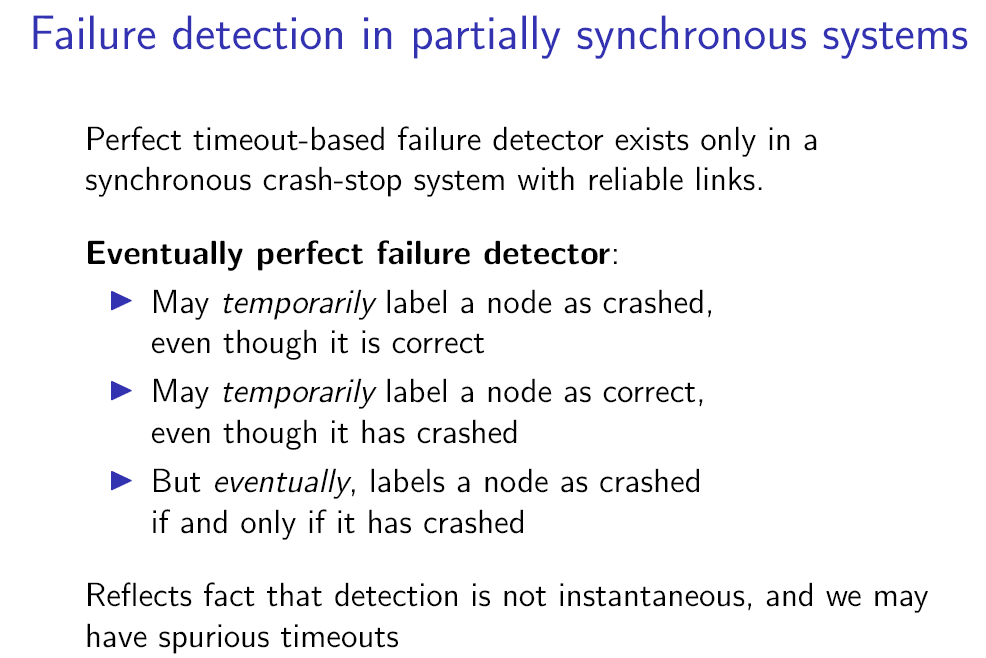 Failure detection in partially synchronous systems
Perfect timeout-based failure detector exists only in a
synchronous crash-stop system with reliable links.
Eventually perfect failure detector:
▶ May temporarily label a node as crashed,
even though it is correct
▶ May temporarily label a node as correct,
even though it has crashed
▶ But eventually, labels a node as crashed
if and only if it has crashed
Reflects fact that detection is not instantaneous, and we may
have spurious timeouts